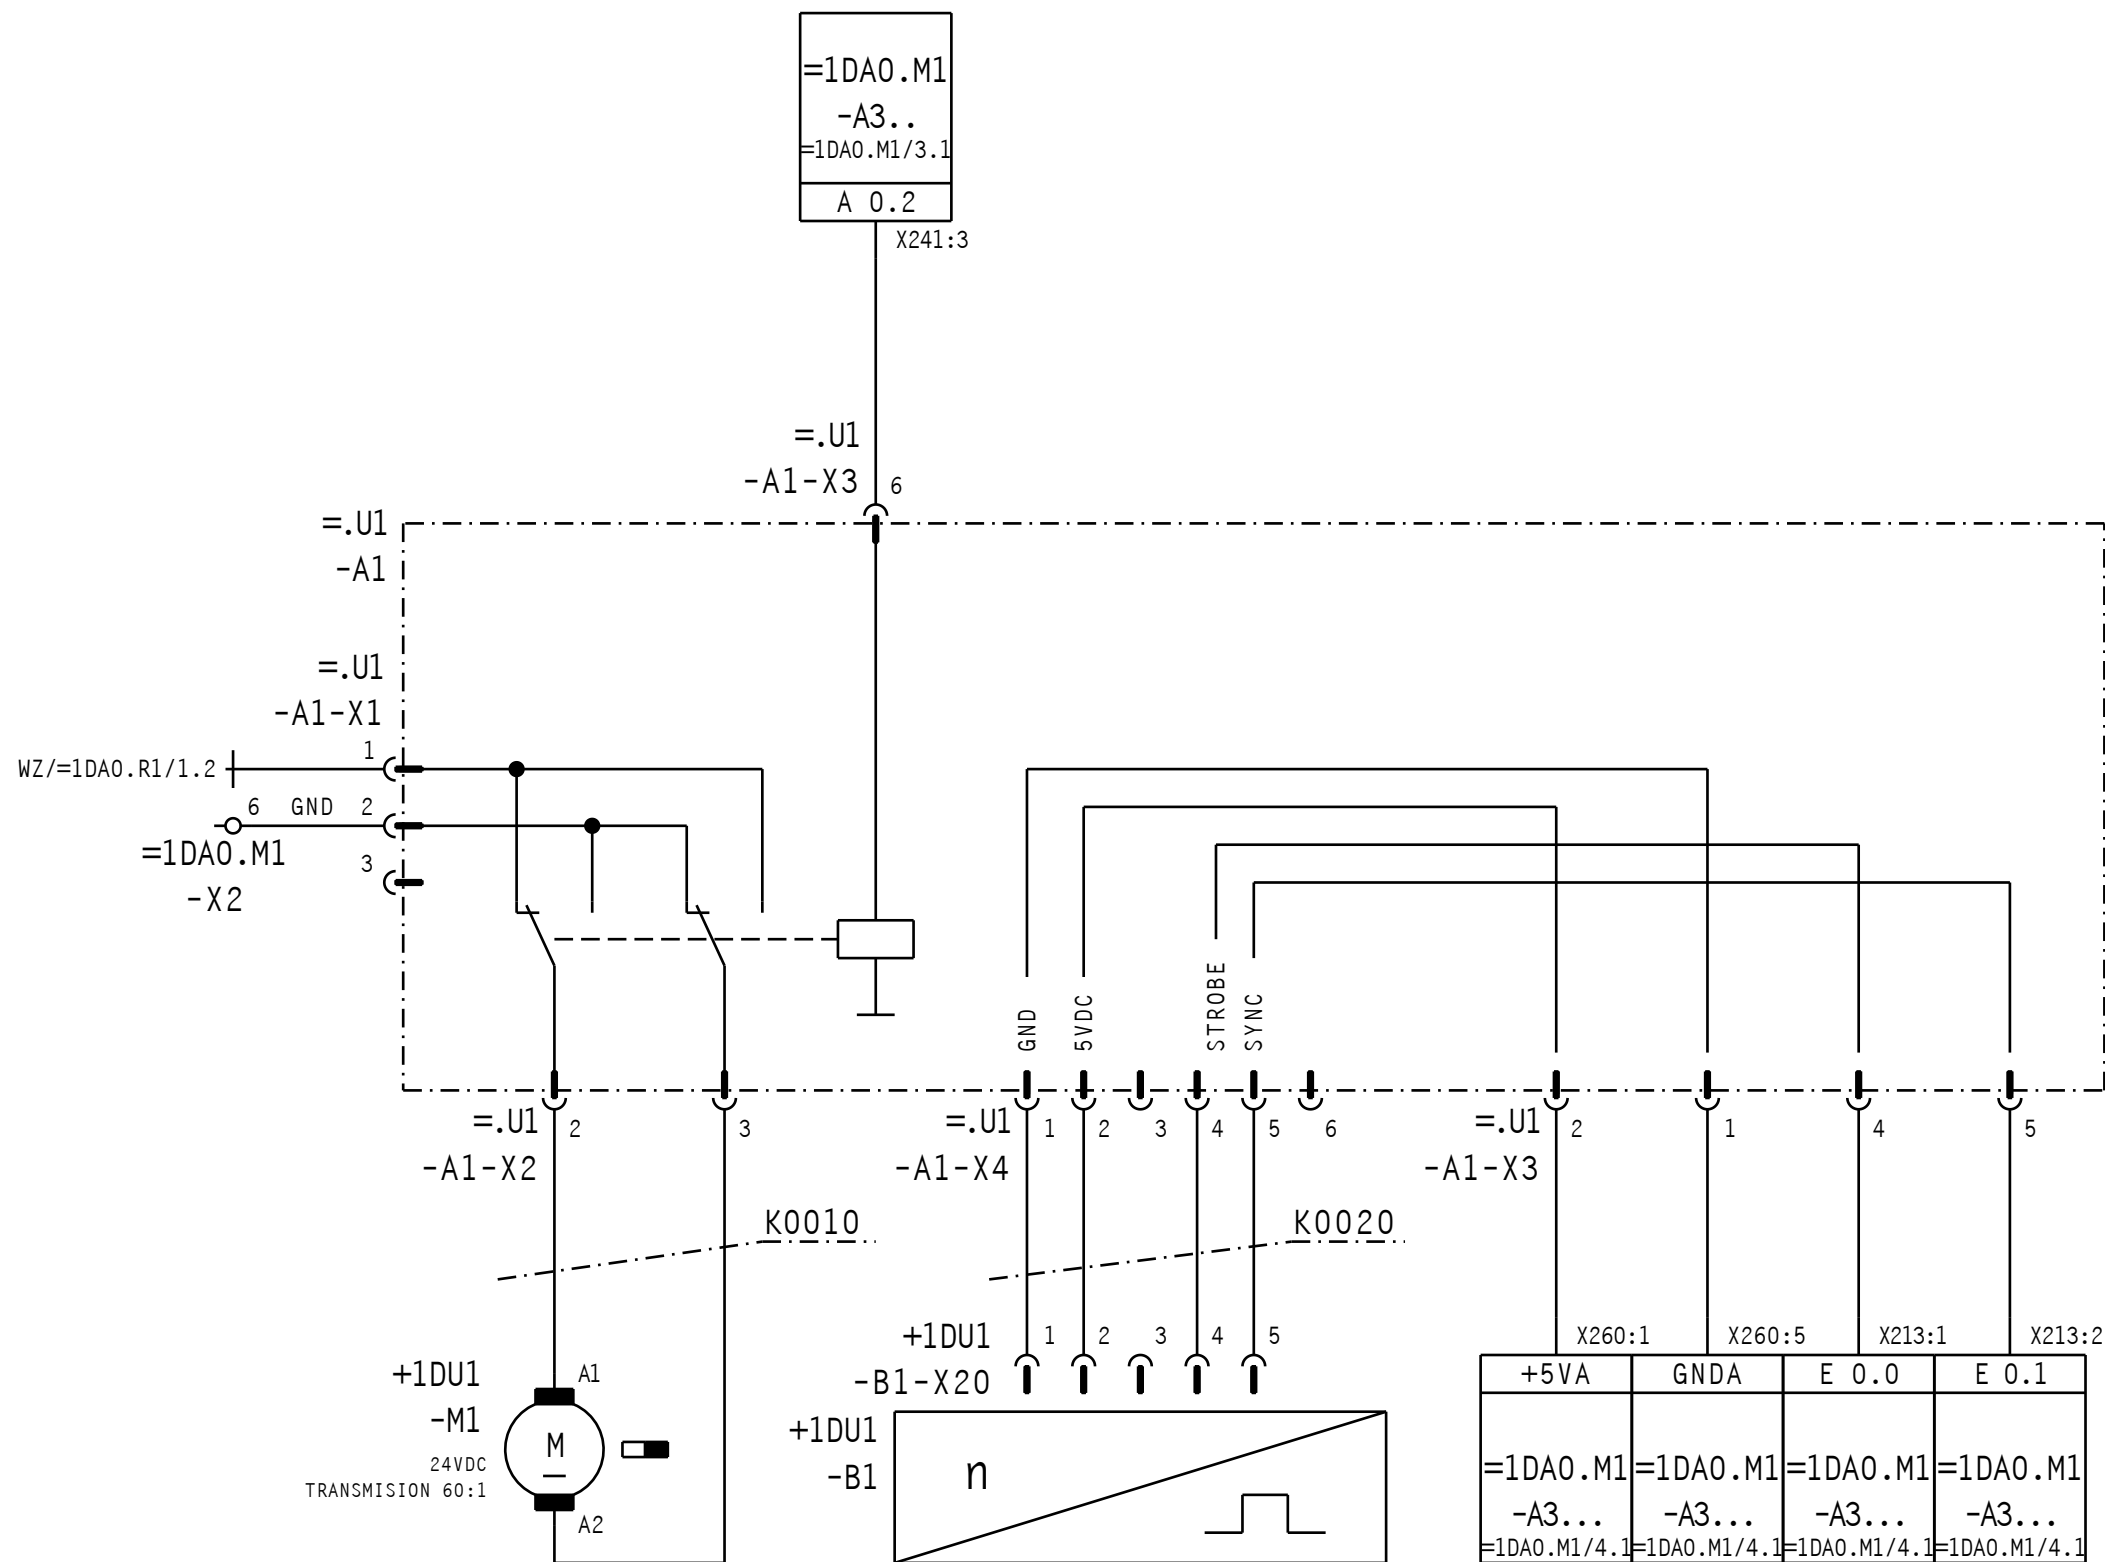 =1DA0.M1
-A3..
=1DA0.M1/3.1
A 0.2
X241:3
=.U1
-A1-X3 6
=.U1
-A1
=.U1
-A1-X1
1
WZ/=1DA0.R1/1.2
6 GND 2
=1DA0.M1
-X2
3
GND
5VDC
STROBE
SYNC
=.U1 2 3
-A1-X2
=.U1 1 2 3 4 5 6
-A1-X4
=.U1 2 1 4 5
-A1-X3
K0010
K0020
+1DU1 1 2 3 4 5
-B1-X20
X260:1 X260:5 X213:1 X213:2
+1DU1 A1
-M1
M
24VDC
TRANSMISION 60:1
A2
+1DU1
-B1
n
+5VA GNDA E 0.0 E 0.1
=1DA0.M1 =1DA0.M1 =1DA0.M1 =1DA0.M1
-A3... -A3... -A3... -A3...
=1DA0.M1/4.1 =1DA0.M1/4.1 =1DA0.M1/4.1 =1DA0.M1/4.1